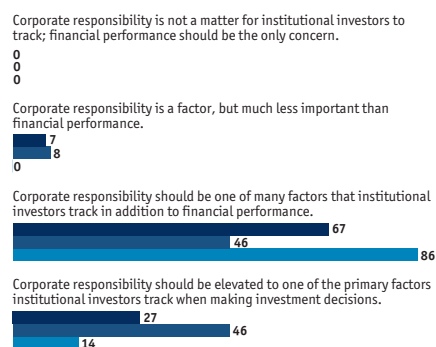 Corporate responsibility is not a matter for institutional investors to
track; financial performance should be the only concern.
0
0
0
Corporate responsibility is a factor, but much less important than
financial performance.
7
8
0
Corporate responsibility should be one of many factors that institutional
investors track in addition to financial performance.
67
46
86
Corporate responsibility should be elevated to one of the primary factors
institutional investors track when making investment decisions.
27
46
14